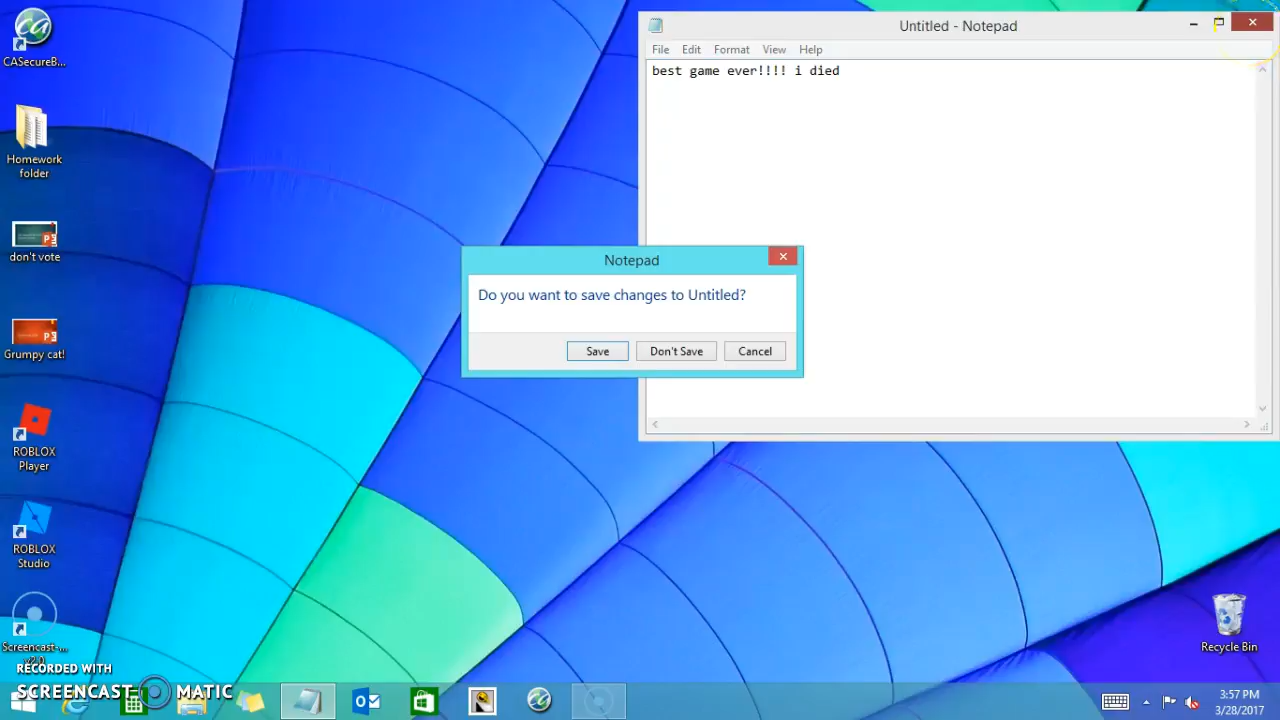 CASecureB...
Homework
folder
don't vote
Grumpy cat!
ROBLOX
Player
ROBLOX
Studio
Screencast-...
RECORDED WITH
SCREENCAST MATIC
Untitled - Notepad
File Edit Format View Help
best game ever!!!! i died
Notepad
Do you want to save changes to Untitled?
Save Don't Save Cancel
Recycle Bin
3:57 PM
3/28/2017